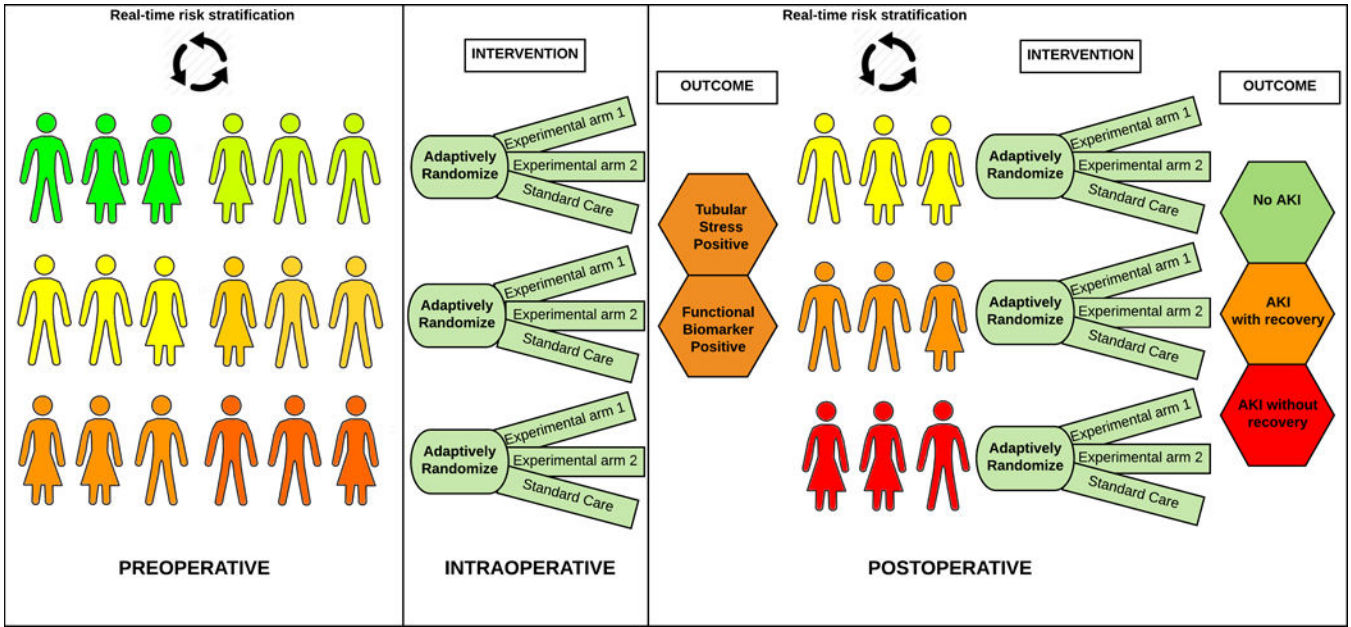 Real-time risk stratification
PREOPERATIVE
INTERVENTION
Adaptively
Randomize
Experimental arm 1
Experimental arm 2
Standard Care
Adaptively
Randomize
Experimental arm 1
Experimental arm 2
Standard Care
Adaptively
Randomize
Experimental arm 1
Experimental arm 2
Standard Care
INTRAOPERATIVE
OUTCOME
Tubular
Stress
Positive
Functional
Biomarker
Positive
Real-time risk stratification
INTERVENTION
Adaptively
Randomize
Experimental arm 1
Experimental arm 2
Standard Care
Adaptively
Randomize
Experimental arm 1
Experimental arm 2
Standard Care
Adaptively
Randomize
Experimental arm 1
Experimental arm 2
Standard Care
OUTCOME
No AKI
AKI
with recovery
AKI without
recovery
POSTOPERATIVE